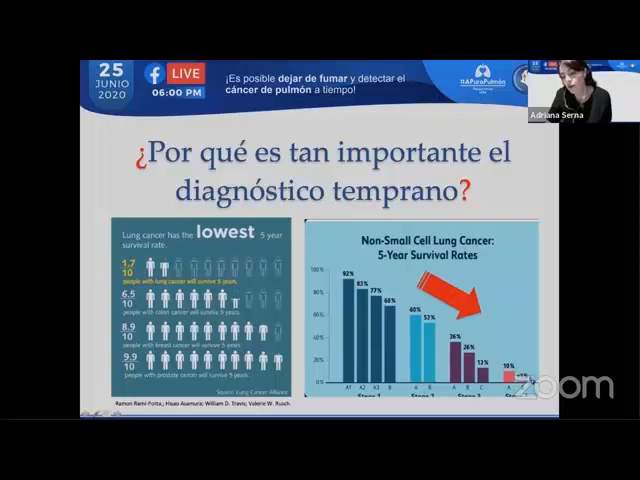 25
JUNIO
2020
LIVE
06:00 PM
¡Es posible dejar de fumar y detectar el
cáncer de pulmón a tiempo!
#APuroPulmón
Adriana Serna
¿Por qué es tan importante el
diagnóstico temprano?
Lung cancer has the lowest 5 year
survival rate.
1.7
10
people with lung cancer will survive 5 years.
6.5
10
people with colon cancer will survive 5 years.
8.9
10
people with breast cancer will survive 5 years.
9.9
10
people with prostate cancer will survive 5 years.
Source: Lung Cancer Alliance
Non-Small Cell Lung Cancer:
5-Year Survival Rates
100%
80%
60%
40%
20%
0%
92%
83%
77%
68%
60%
53%
36%
26%
13%
10%
A1 A2 A3 B A B A B C A
Ramon Rami-Porta,; Hisao Asamura; William D. Travis; Valerie W. Rusch.
zoom